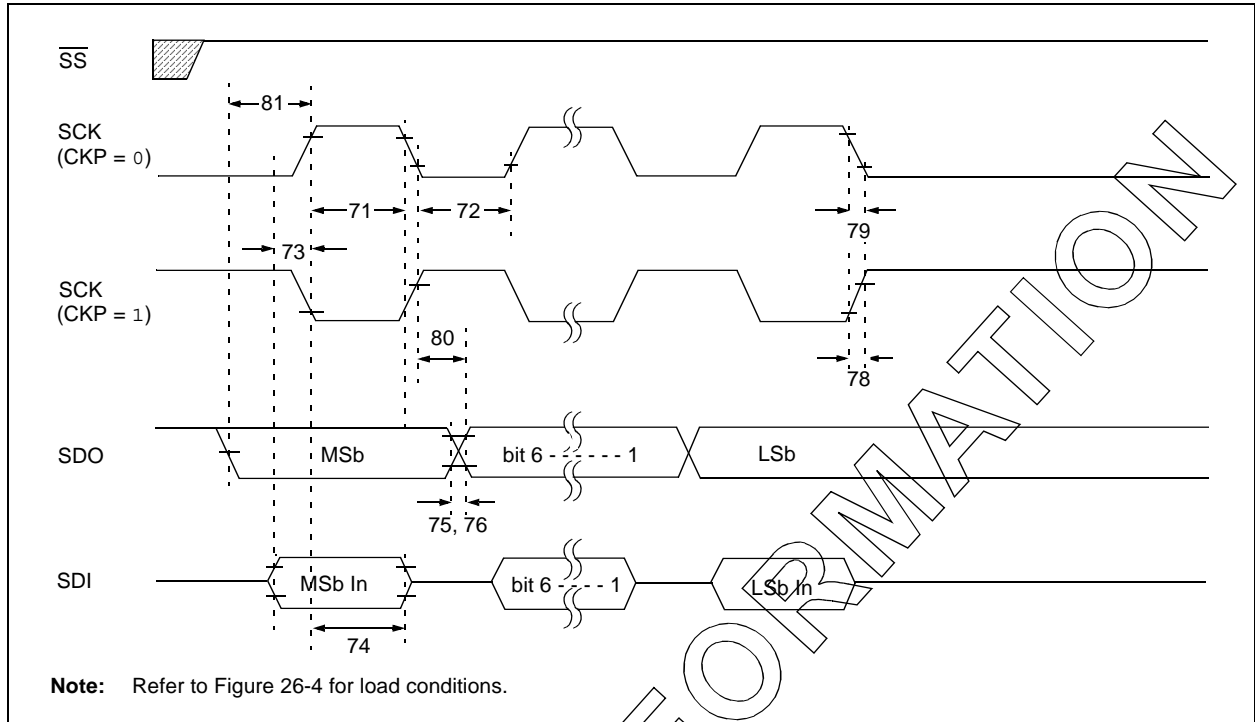 SS
81
SCK
(CKP = 0)
71
72
79
73
SCK
(CKP = 1)
80
78
SDO
MSb
bit 6 - - - - - - 1
LSb
75, 76
SDI
MSb In
bit 6 - - - - 1
LSb In
74
Note: Refer to Figure 26-4 for load conditions.
FORMATION